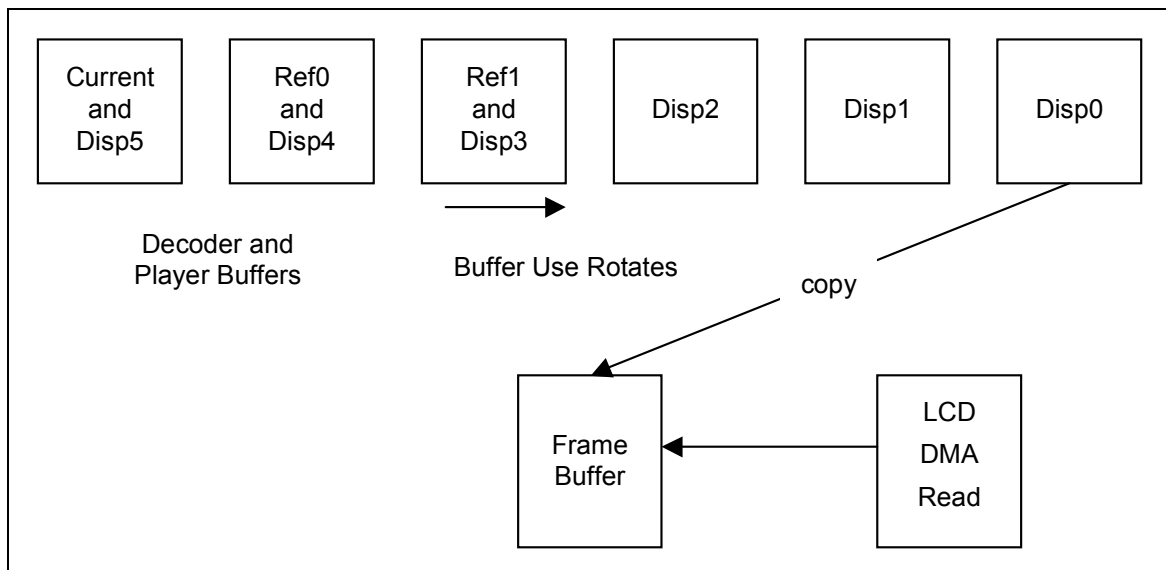 Current
and
Disp5
Ref0
and
Disp4
Ref1
and
Disp3
Disp2
Disp1
Disp0
Decoder and
Player Buffers
Buffer Use Rotates
copy
Frame
Buffer
LCD
DMA
Read